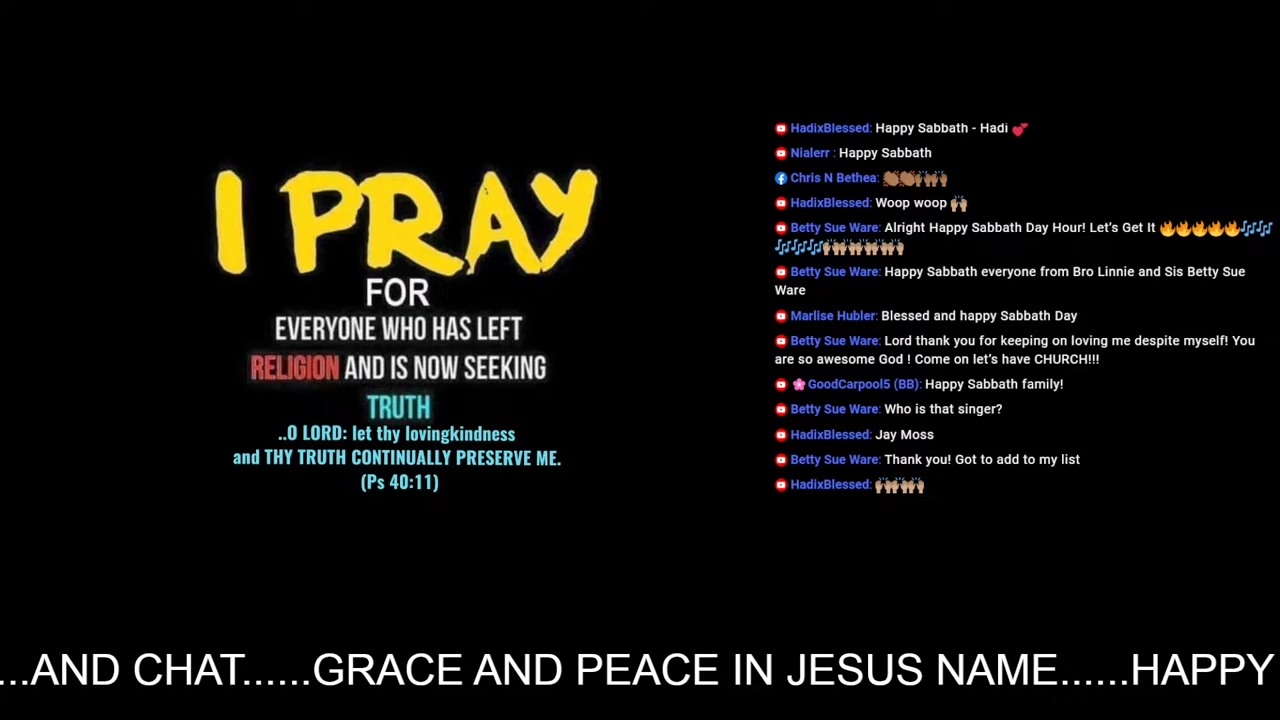 I PRAY
FOR
EVERYONE WHO HAS LEFT
RELIGION AND IS NOW SEEKING
TRUTH
..O LORD: let thy lovingkindness
and THY TRUTH CONTINUALLY PRESERVE ME.
(Ps 40:11)
HadixBlessed: Happy Sabbath - Hadi 💕
Nialerr : Happy Sabbath
Chris N Bethea: 👏🏾👏🏾🙌🏾🙌🏾
HadixBlessed: Woop woop 🙌🏼
Betty Sue Ware: Alright Happy Sabbath Day Hour! Let’s Get It 🔥🔥🔥🔥🔥🎶🎶
🎶🎶🎶🙌🏼🙌🏼🙌🏼🙌🏼🙌🏼
Betty Sue Ware: Happy Sabbath everyone from Bro Linnie and Sis Betty Sue
Ware
Marlise Hubler: Blessed and happy Sabbath Day
Betty Sue Ware: Lord thank you for keeping on loving me despite myself! You
are so awesome God ! Come on let’s have CHURCH!!!
🌸GoodCarpool5 (BB): Happy Sabbath family!
Betty Sue Ware: Who is that singer?
HadixBlessed: Jay Moss
Betty Sue Ware: Thank you! Got to add to my list
HadixBlessed: 🙌🏼🙌🏼🙌🏼
...AND CHAT......GRACE AND PEACE IN JESUS NAME......HAPPY